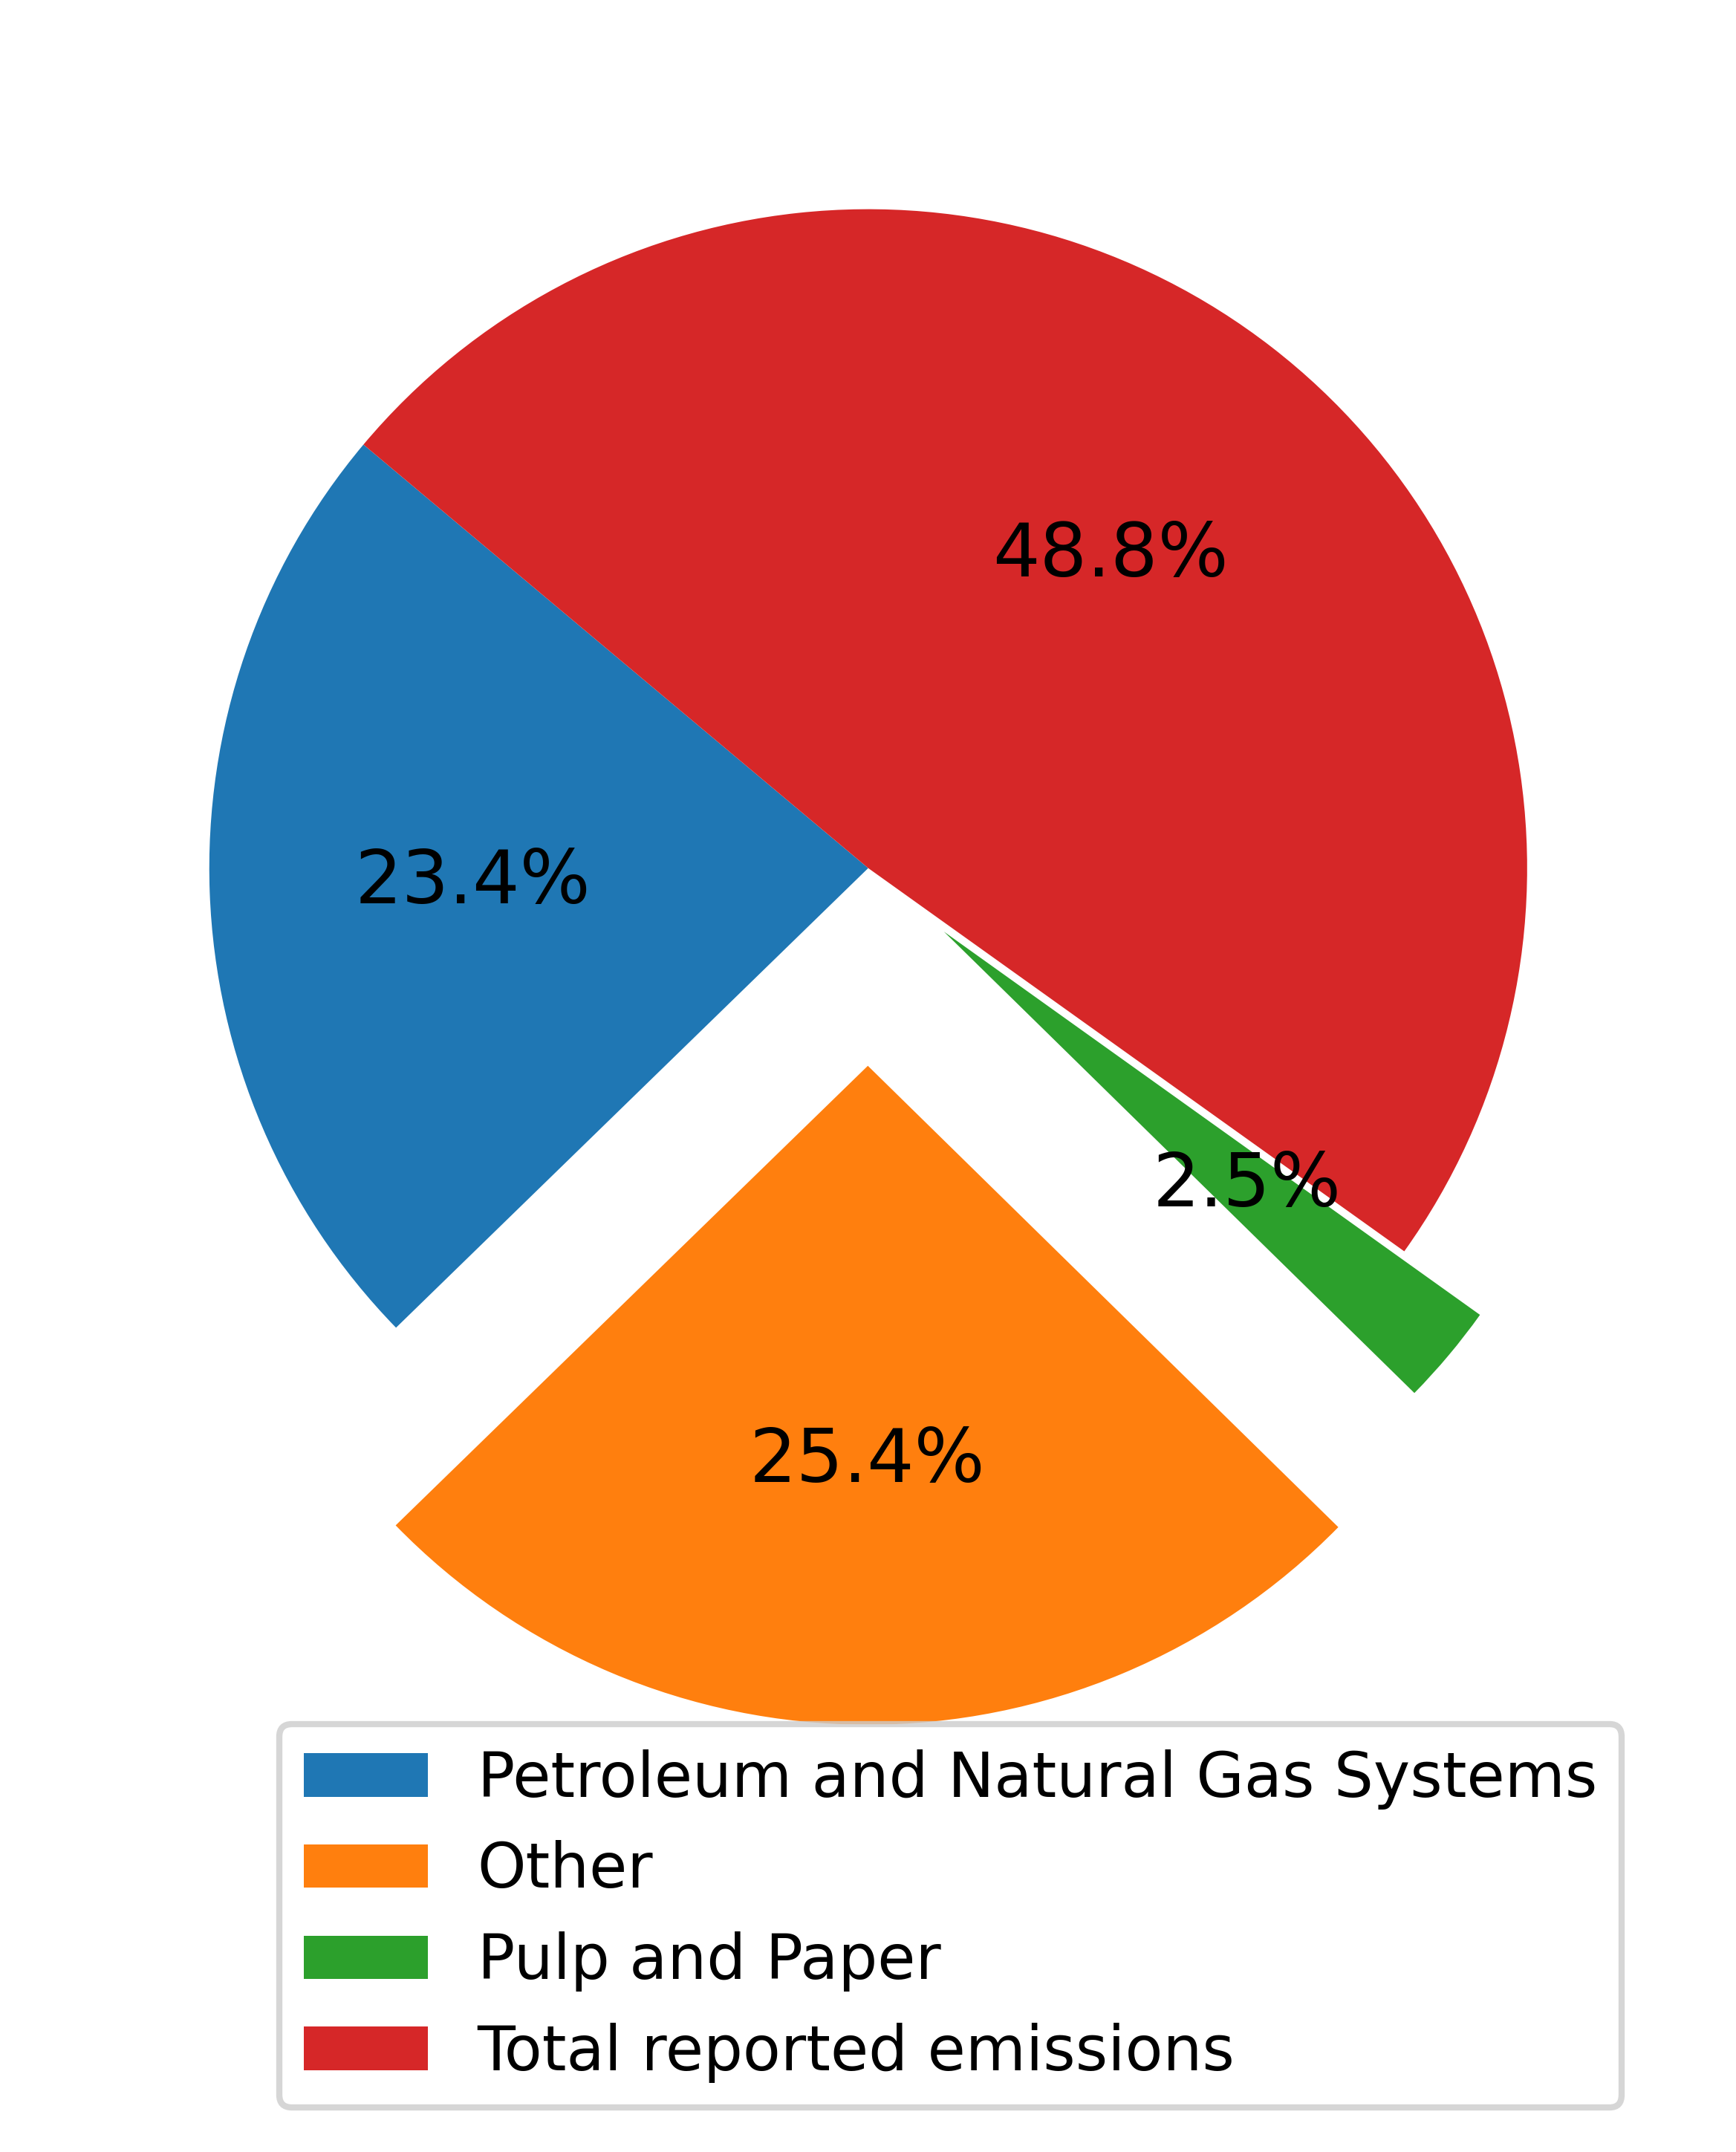 48.8%
23.4%
2.5%
25.4%
Petroleum and Natural Gas Systems
Other
Pulp and Paper
Total reported emissions